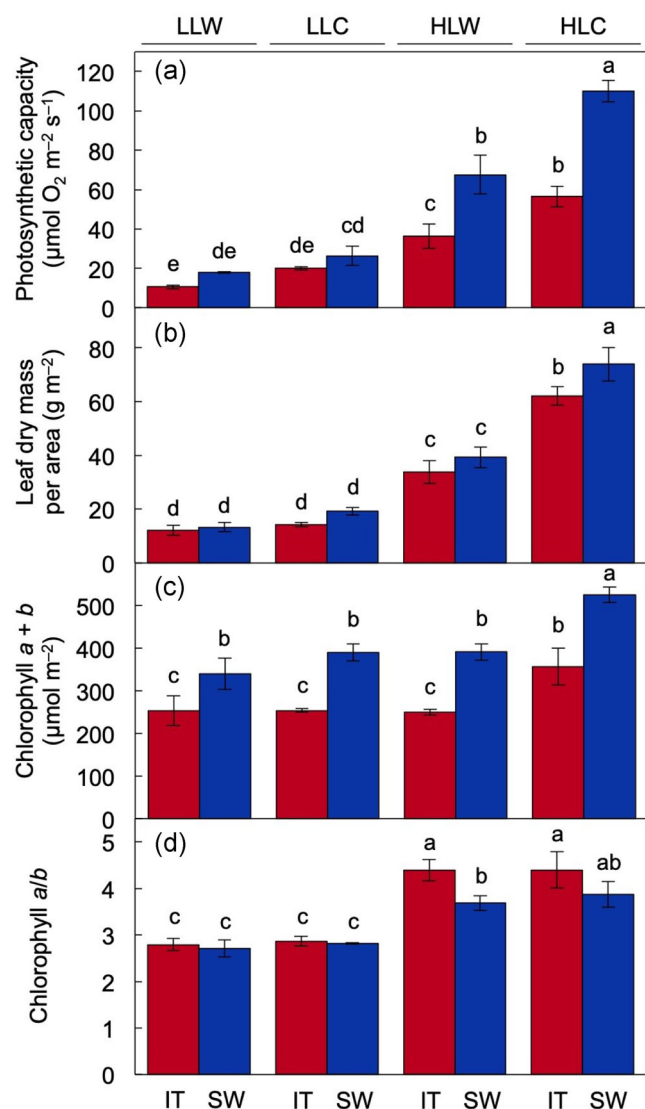 LLW LLC HLW HLC
(a)
Photosynthetic capacity
(µmol O₂ m⁻² s⁻¹)
120
100
80
60
40
20
0
e de de cd c b b a
(b)
Leaf dry mass
per area (g m⁻²)
80
60
40
20
0
d d d d c c b a
(c)
Chlorophyll a + b
(µmol m⁻²)
500
400
300
200
100
0
c b c b c b b a
(d)
Chlorophyll a/b
5
4
3
2
1
0
c c c c a b a ab
IT SW IT SW IT SW IT SW